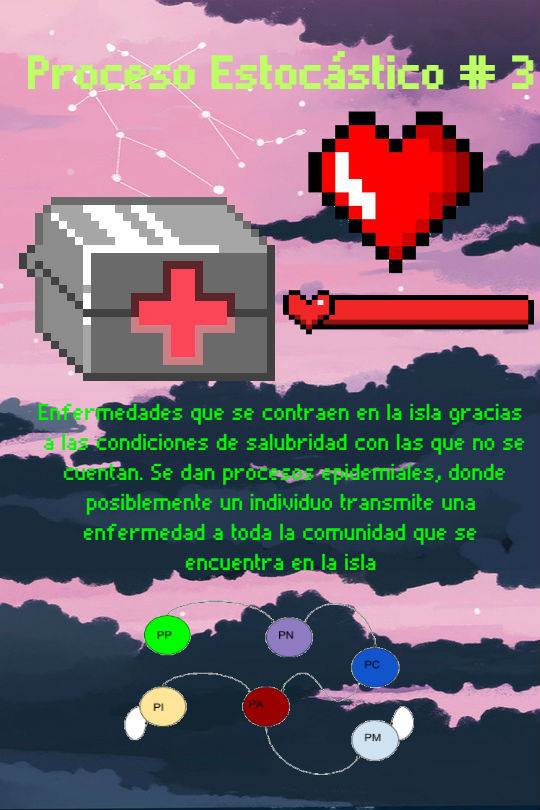 Proceso Estocástico # 3
Enfermedades que se contraen en la isla gracias
a las condiciones de salubridad con las que no se
cuentan. Se dan procesos epidemiales, donde
posiblemente un individuo transmite una
enfermedad a toda la comunidad que se
encuentra en la isla
PP
PN
PC
PI
PA
PM